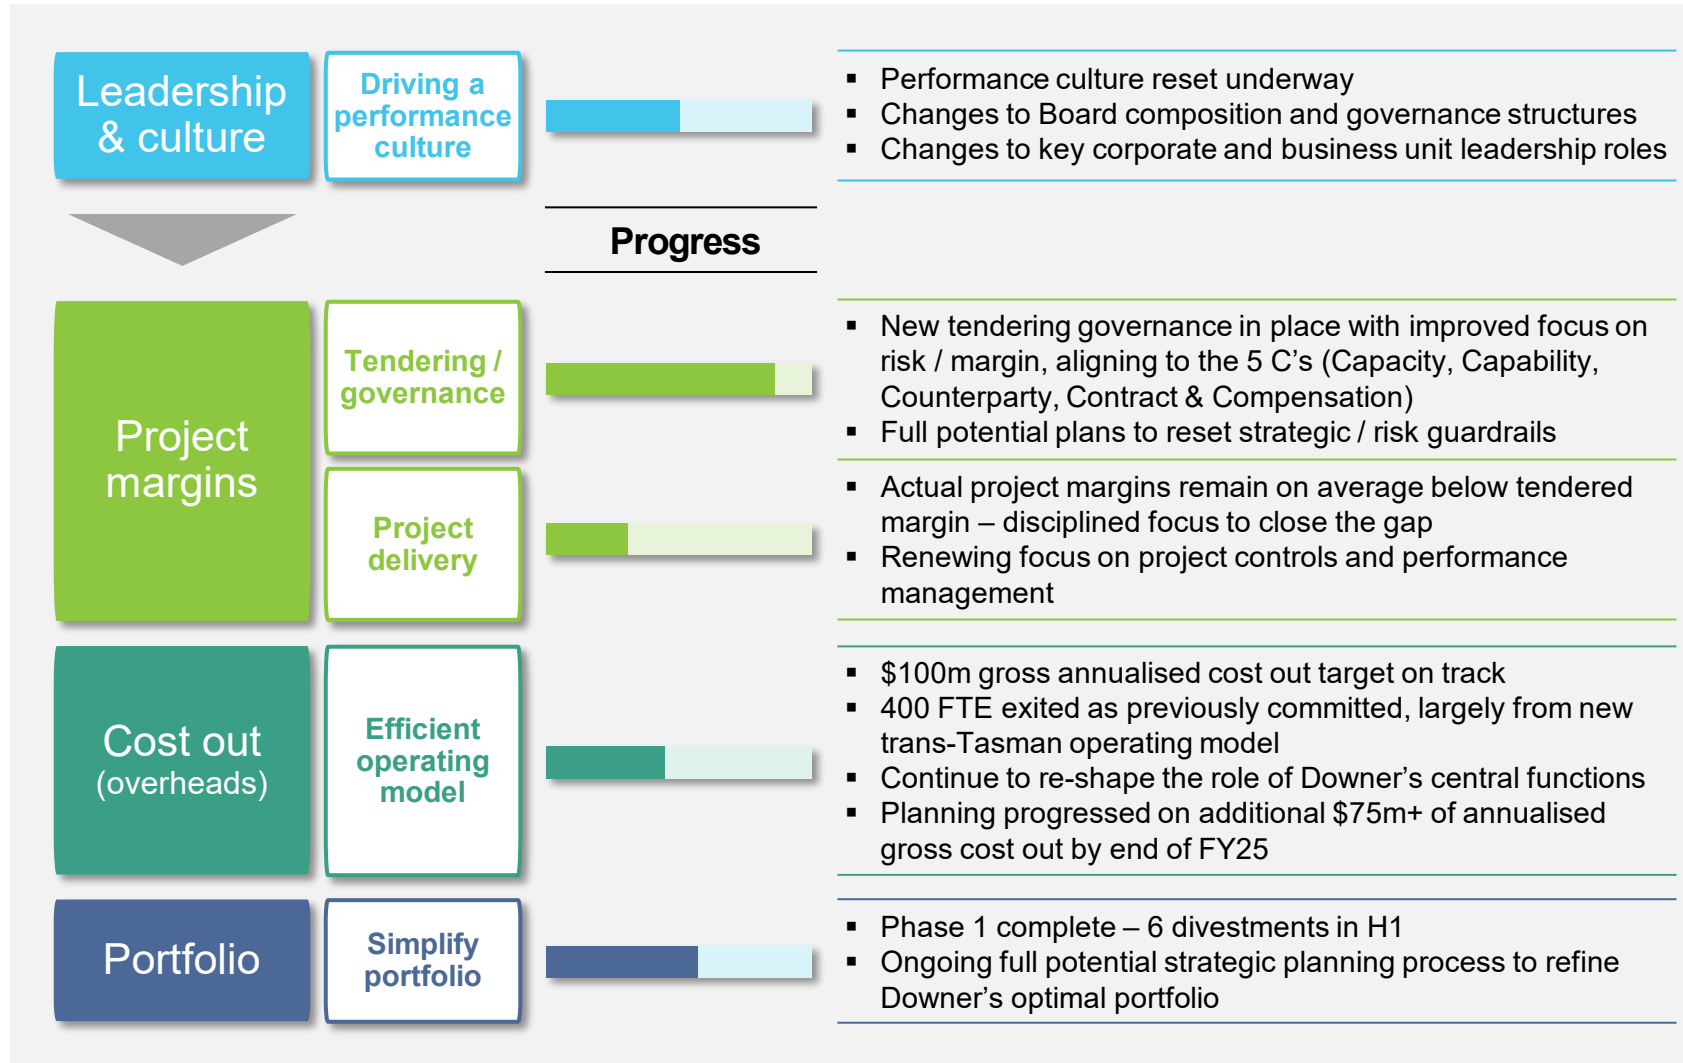 Leadership
& culture
Driving a
performance
culture
▪ Performance culture reset underway
▪ Changes to Board composition and governance structures
▪ Changes to key corporate and business unit leadership roles
Progress
Project
margins
Tendering /
governance
▪ New tendering governance in place with improved focus on
risk / margin, aligning to the 5 C’s (Capacity, Capability,
Counterparty, Contract & Compensation)
▪ Full potential plans to reset strategic / risk guardrails
Project
delivery
▪ Actual project margins remain on average below tendered
margin – disciplined focus to close the gap
▪ Renewing focus on project controls and performance
management
Cost out
(overheads)
Efficient
operating
model
▪ $100m gross annualised cost out target on track
▪ 400 FTE exited as previously committed, largely from new
trans-Tasman operating model
▪ Continue to re-shape the role of Downer’s central functions
▪ Planning progressed on additional $75m+ of annualised
gross cost out by end of FY25
Portfolio
Simplify
portfolio
▪ Phase 1 complete – 6 divestments in H1
▪ Ongoing full potential strategic planning process to refine
Downer’s optimal portfolio